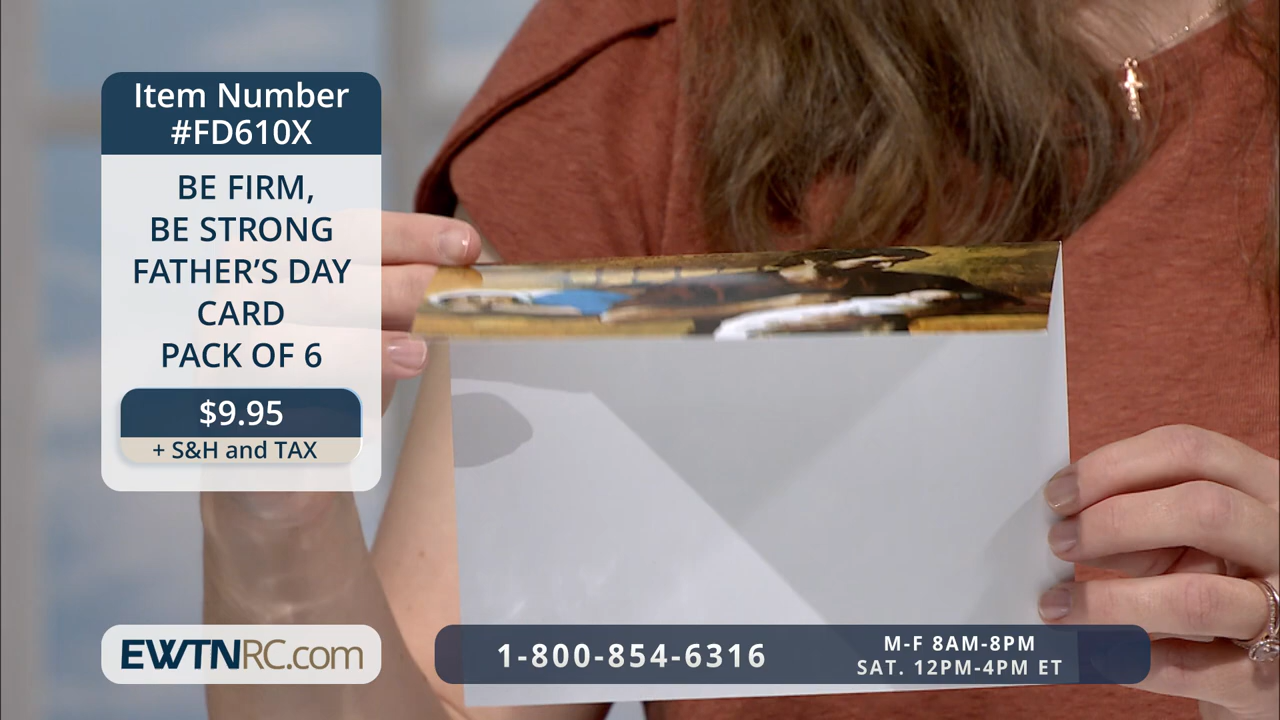 Item Number
#FD610X
BE FIRM,
BE STRONG
FATHER'S DAY
CARD
PACK OF 6
$9.95
+ S&H and TAX
EWTNRC.com
1-800-854-6316
M-F 8AM-8PM
SAT. 12PM-4PM ET